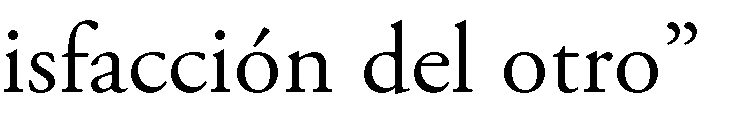 isfacción del otro”